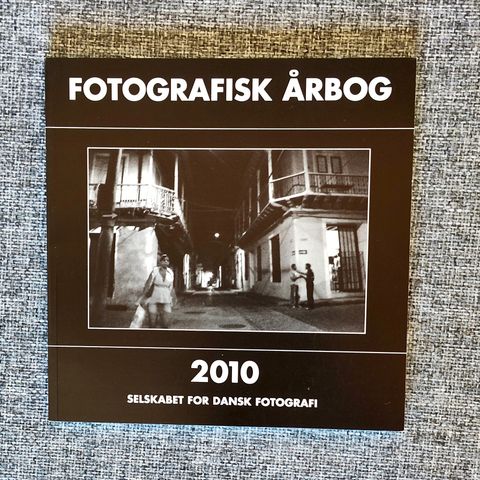 FOTOGRAFISK ÅRBOG
2010
SELSKABET FOR DANSK FOTOGRAFI